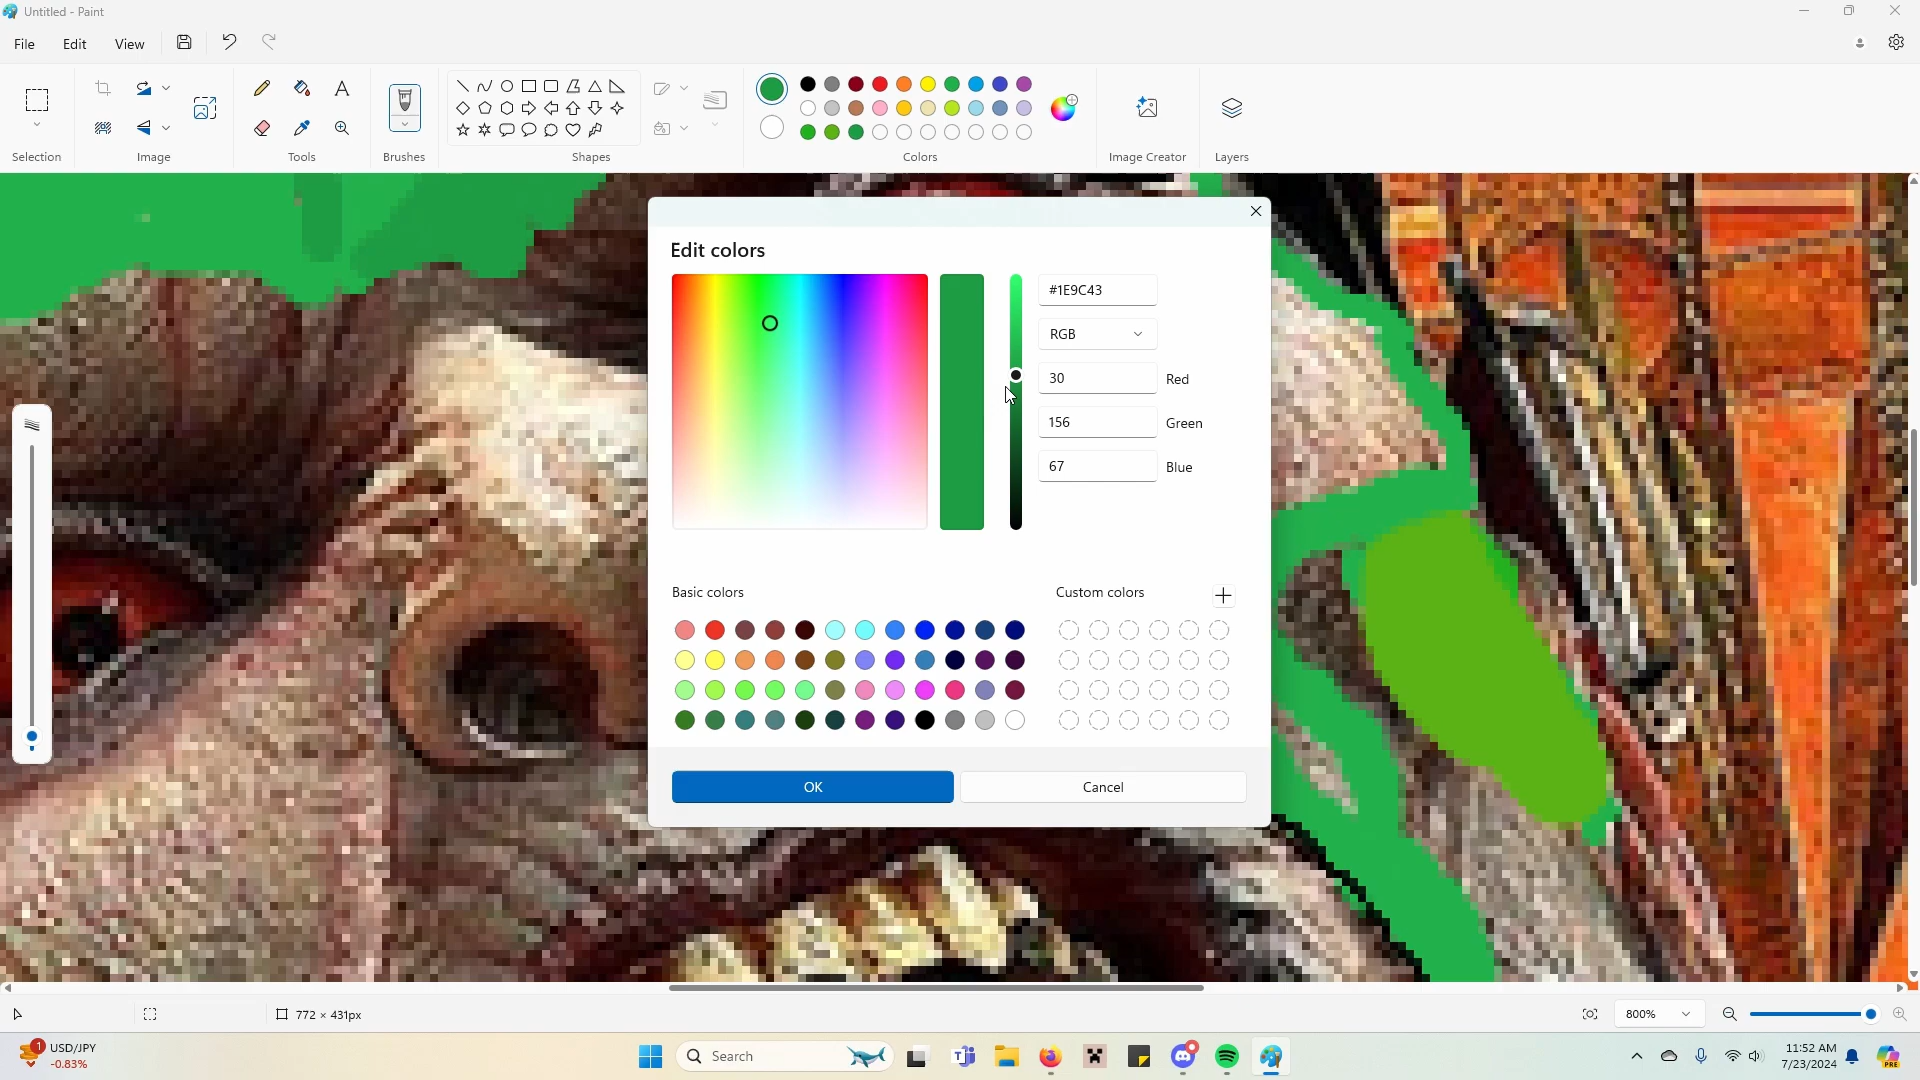 Untitled - Paint
File Edit View
Selection Image Tools Brushes Shapes Colors Image Creator Layers
Edit colors
#1E9C43
RGB
30 Red
156 Green
67 Blue
Basic colors Custom colors
OK Cancel
772 × 431px 800%
1 USD/JPY
-0.83%
Search
11:52 AM
7/23/2024
PRE